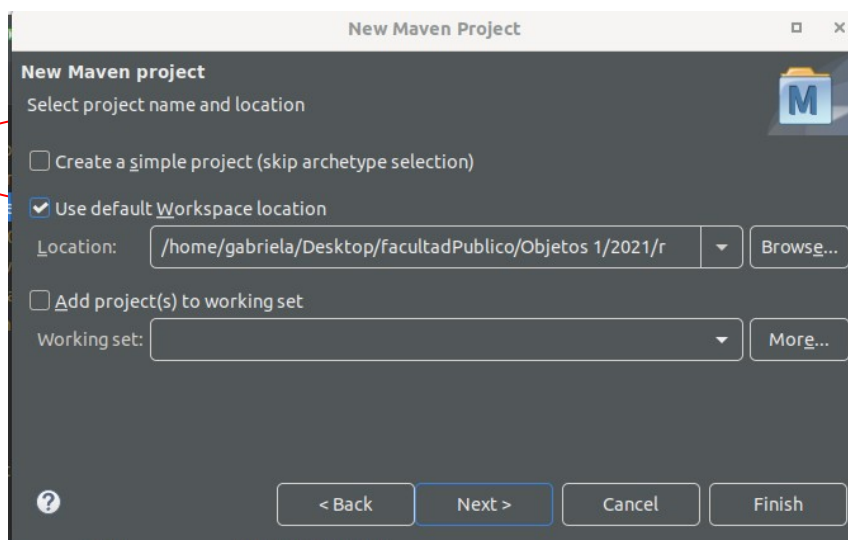 New Maven Project
New Maven project
Select project name and location
M
Create a simple project (skip archetype selection)
Use default Workspace location
Location: /home/gabriela/Desktop/facultadPublico/Objetos 1/2021/r Browse...
Add project(s) to working set
Working set: More...
< Back Next > Cancel Finish